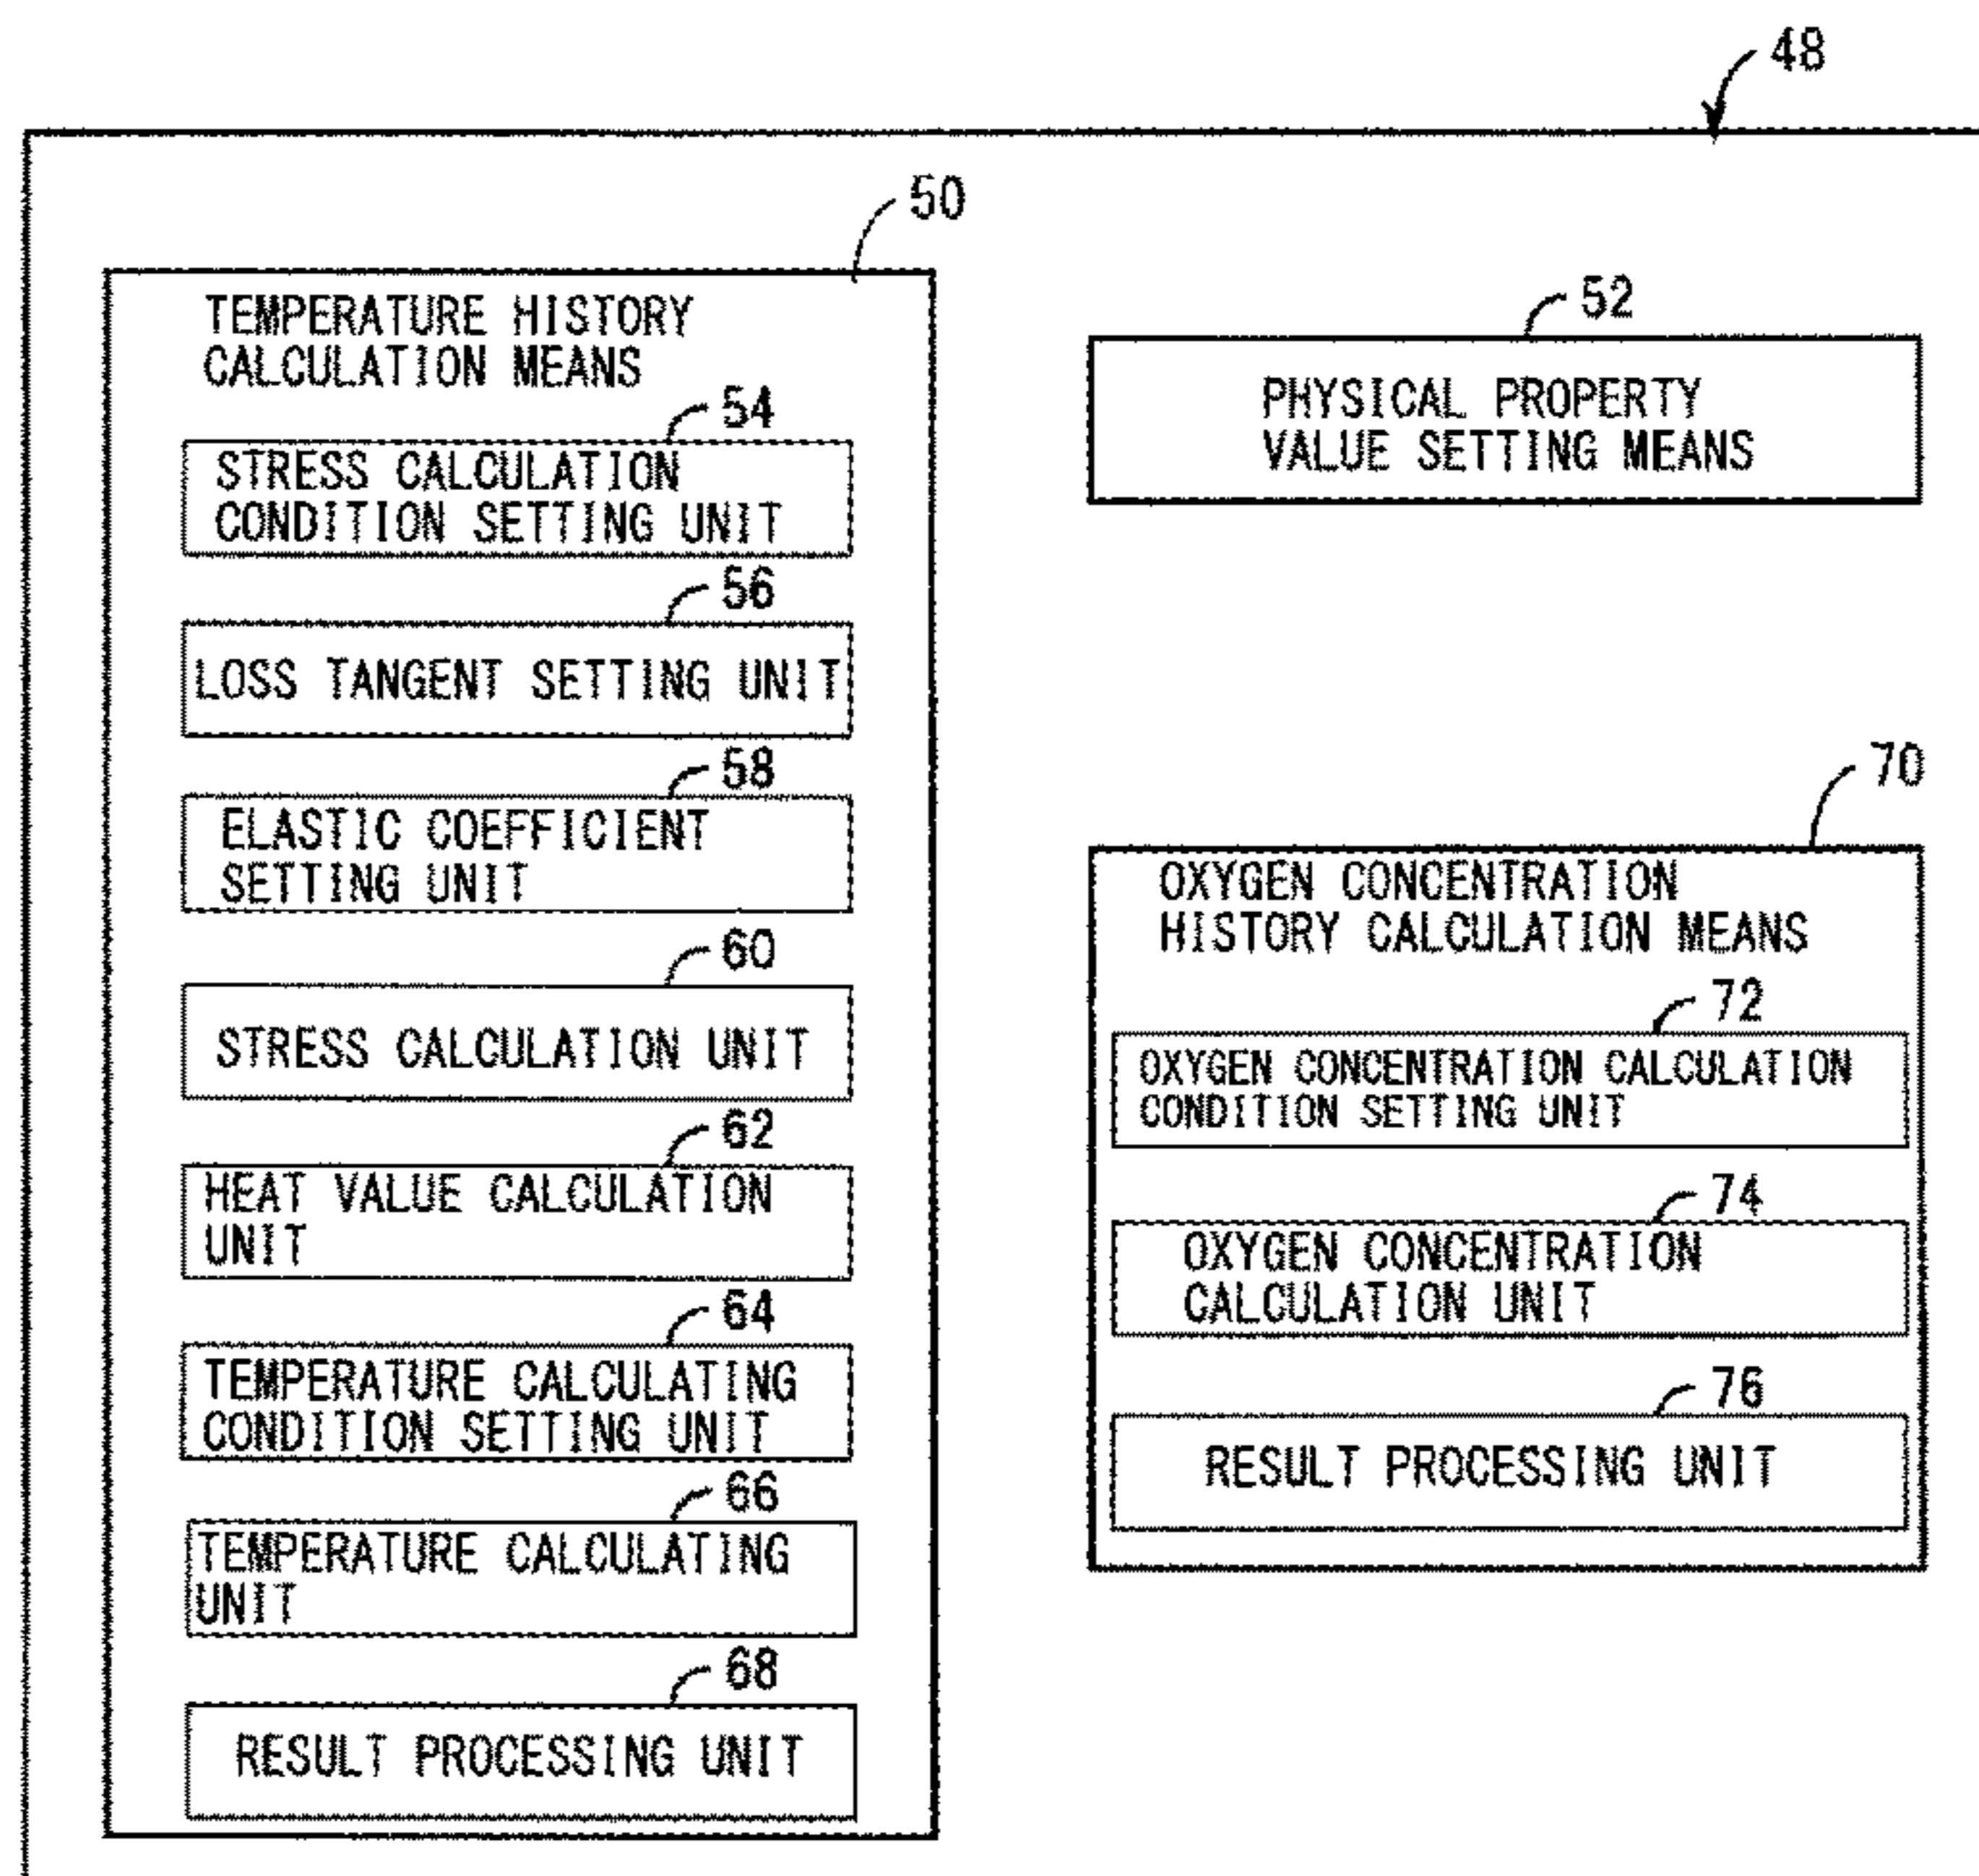 48
50
TEMPERATURE HISTORY
CALCULATION MEANS
54
STRESS CALCULATION
CONDITION SETTING UNIT
56
LOSS TANGENT SETTING UNIT
58
ELASTIC COEFFICIENT
SETTING UNIT
60
STRESS CALCULATION UNIT
62
HEAT VALUE CALCULATION
UNIT
64
TEMPERATURE CALCULATING
CONDITION SETTING UNIT
66
TEMPERATURE CALCULATING
UNIT
68
RESULT PROCESSING UNIT
52
PHYSICAL PROPERTY
VALUE SETTING MEANS
70
OXYGEN CONCENTRATION
HISTORY CALCULATION MEANS
72
OXYGEN CONCENTRATION CALCULATION
CONDITION SETTING UNIT
74
OXYGEN CONCENTRATION
CALCULATION UNIT
76
RESULT PROCESSING UNIT